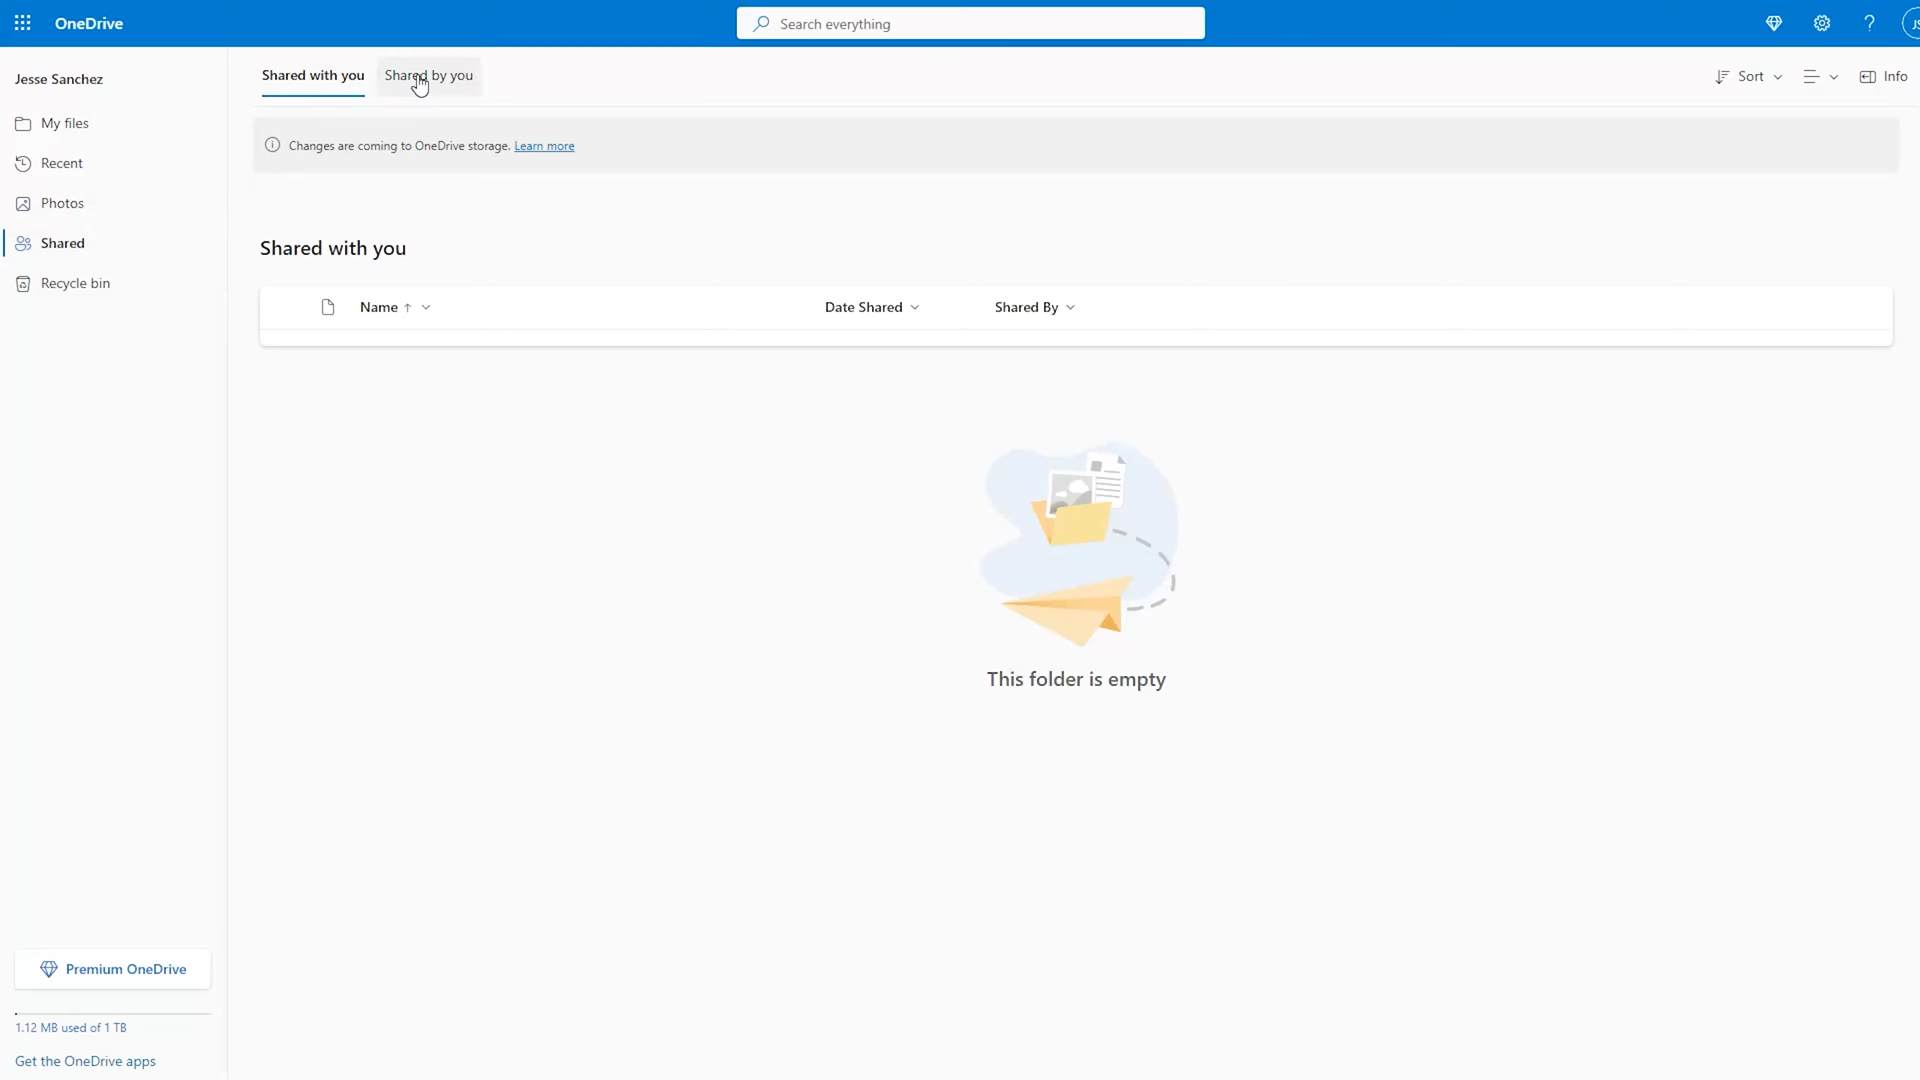 OneDrive
Search everything
JS
Jesse Sanchez
My files
Recent
Photos
Shared
Recycle bin
Shared with you
Shared by you
Sort
Info
Changes are coming to OneDrive storage. Learn more
Shared with you
Name
Date Shared
Shared By
This folder is empty
Premium OneDrive
1.12 MB used of 1 TB
Get the OneDrive apps